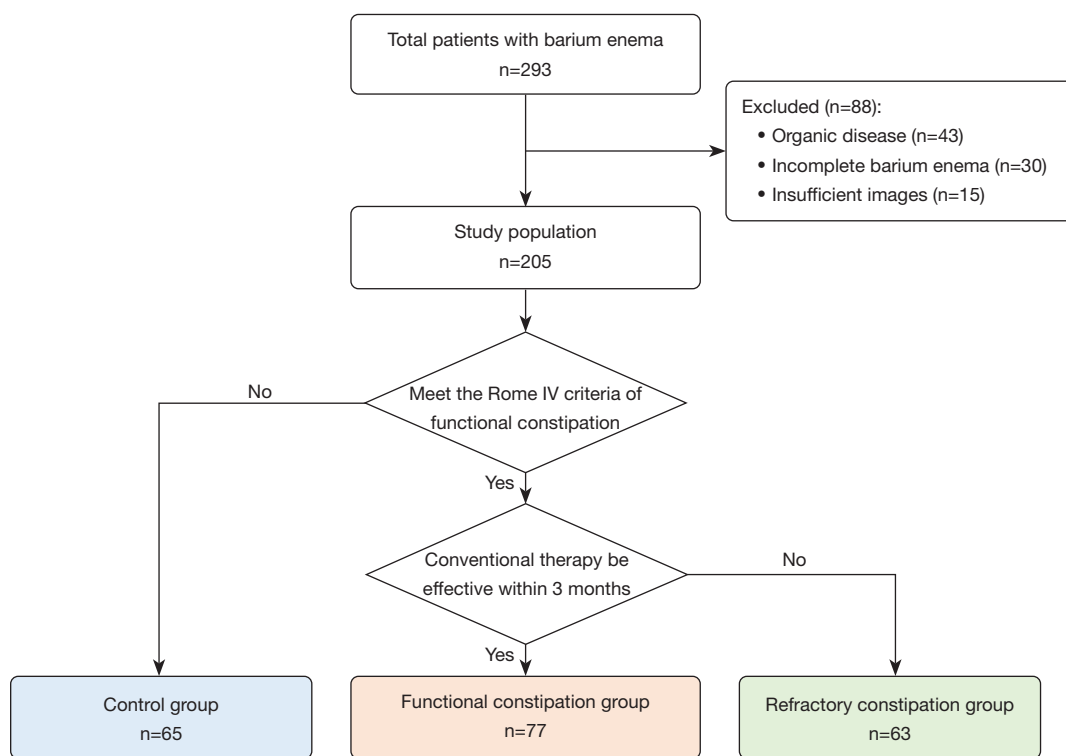 Total patients with barium enema
n=293
Excluded (n=88):
• Organic disease (n=43)
• Incomplete barium enema (n=30)
• Insufficient images (n=15)
Study population
n=205
No
Meet the Rome IV criteria of
functional constipation
Yes
Conventional therapy be
effective within 3 months
No
Yes
Control group
n=65
Functional constipation group
n=77
Refractory constipation group
n=63